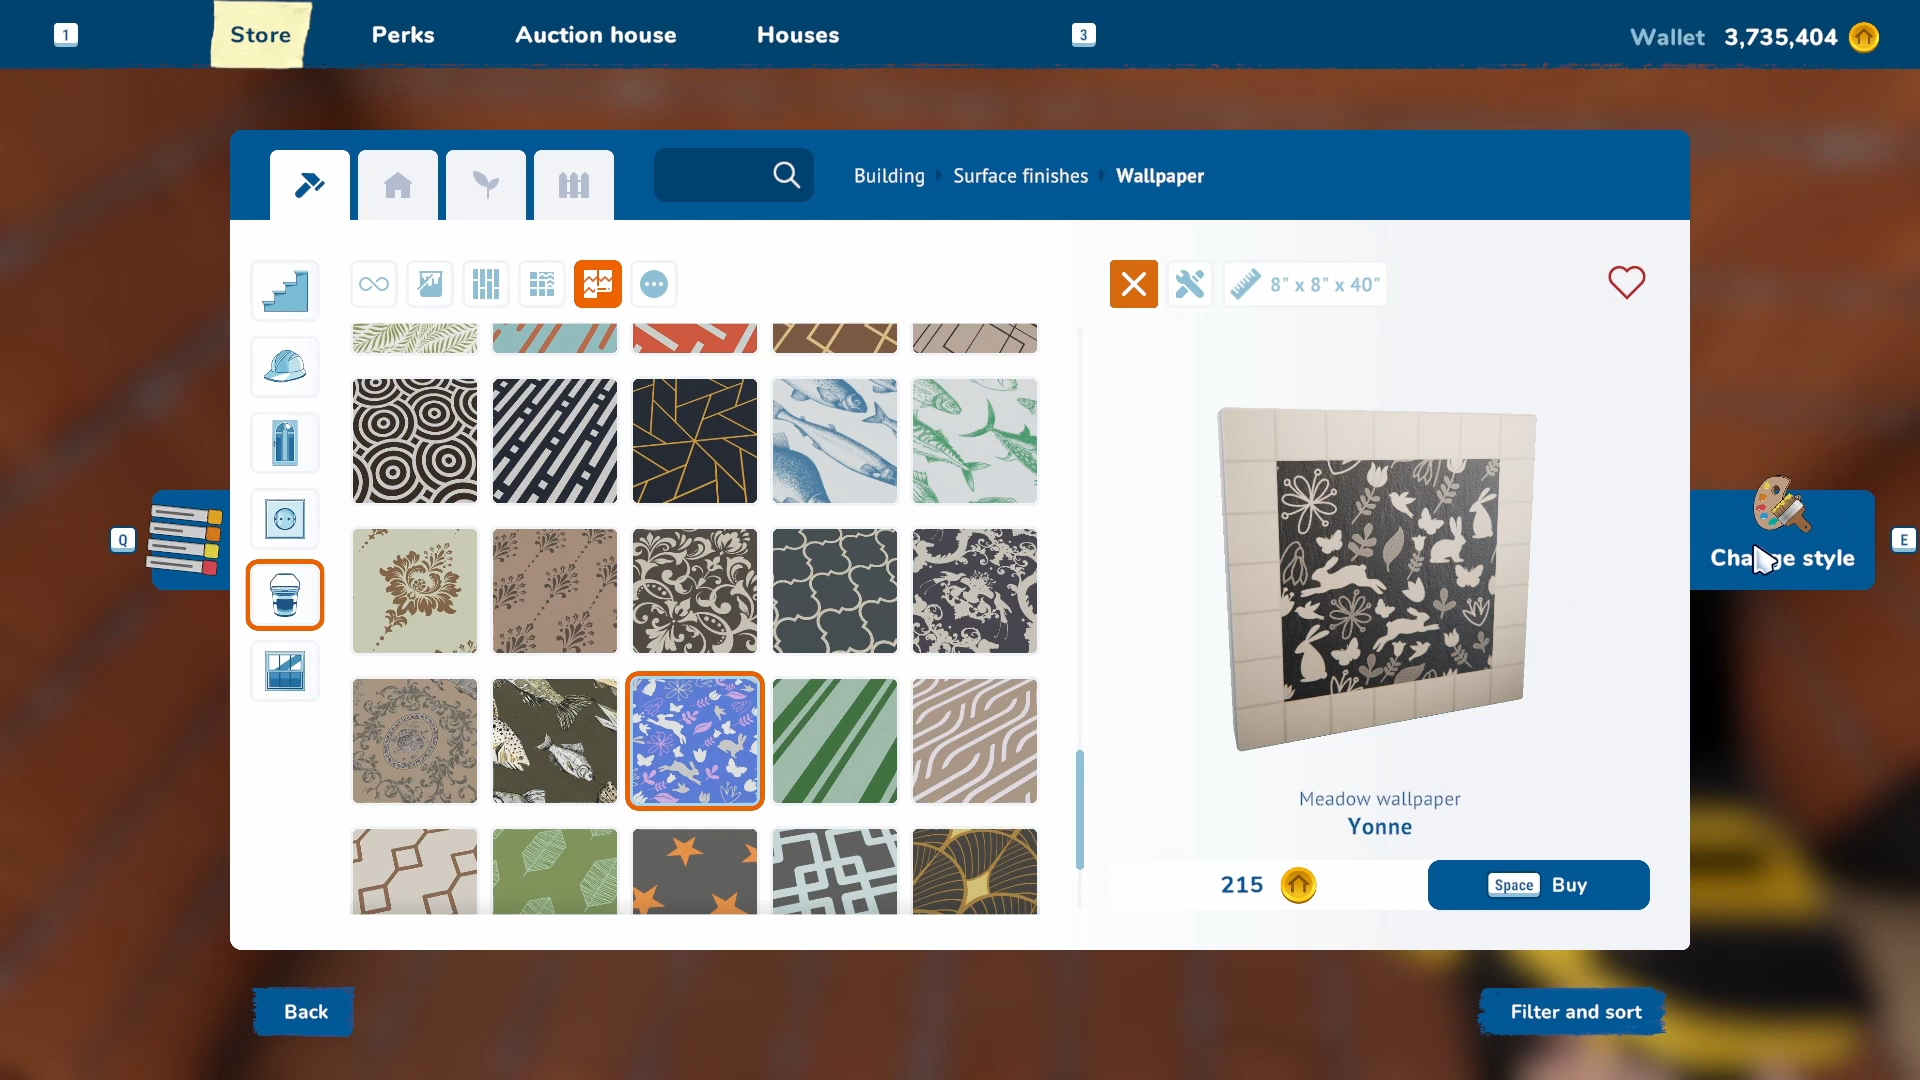 1
Store
Perks
Auction house
Houses
3
Wallet 3,735,404
Building
Surface finishes
Wallpaper
8" x 8" x 40"
Q
Change style
E
Meadow wallpaper
Yonne
215
Space
Buy
Back
Filter and sort